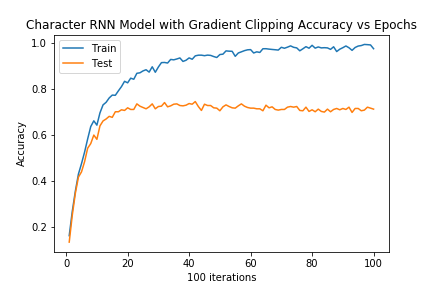 Character RNN Model with Gradient Clipping Accuracy vs Epochs
Train
Test
1.0
0.8
0.6
0.4
0.2
Accuracy
0
20
40
60
80
100
100 iterations